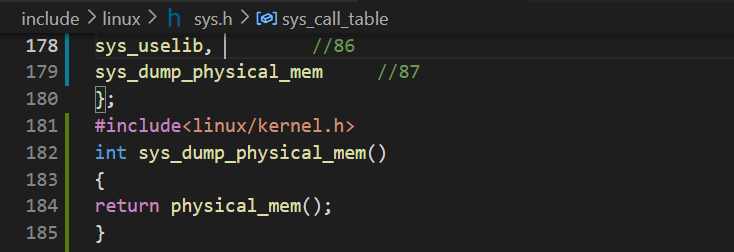 include > linux > h sys.h > sys_call_table
178 sys_uselib, //86
179 sys_dump_physical_mem //87
180 };
181 #include<linux/kernel.h>
182 int sys_dump_physical_mem()
183 {
184 return physical_mem();
185 }